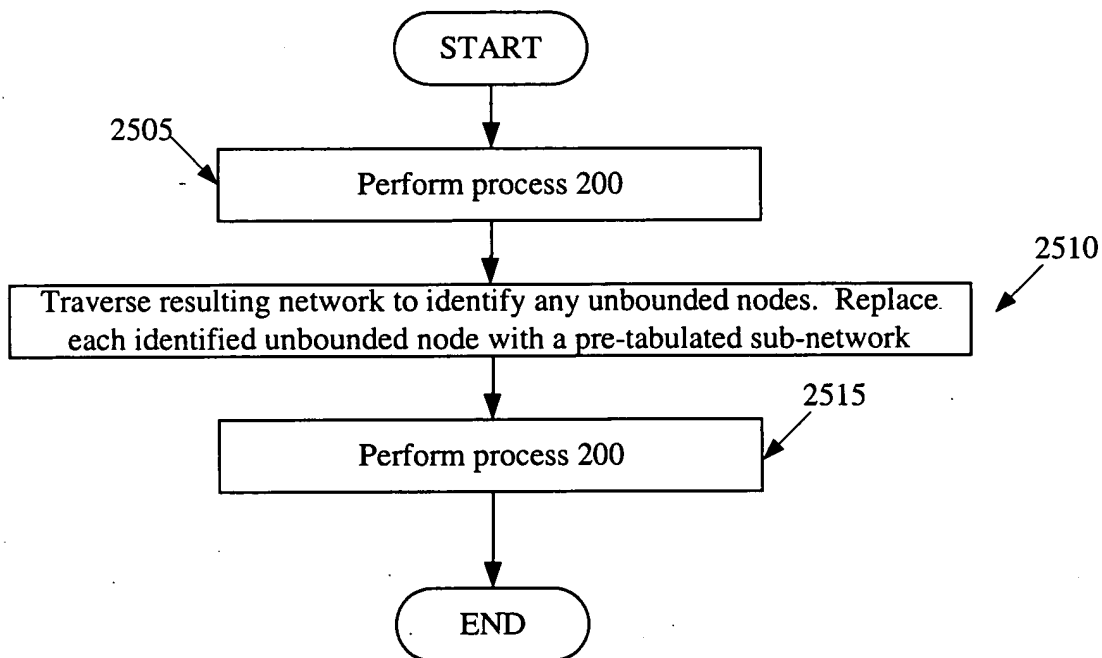 START
2505
Perform process 200
2510
Traverse resulting network to identify any unbounded nodes. Replace
each identified unbounded node with a pre-tabulated sub-network
2515
Perform process 200
END